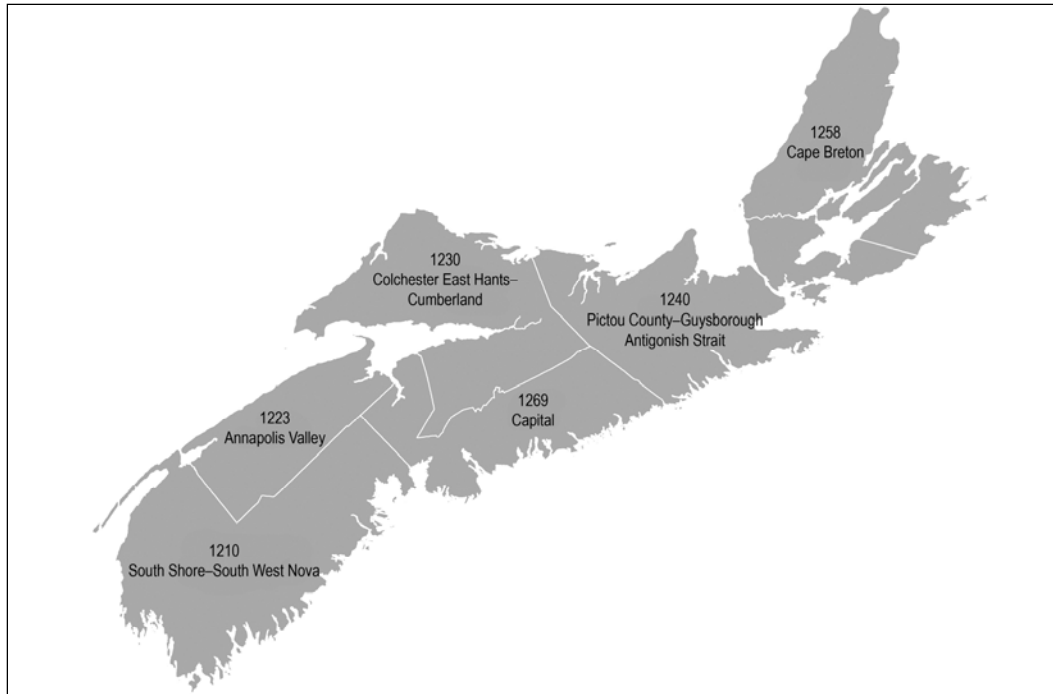 1258
Cape Breton
1230
Colchester East Hants–
Cumberland
1240
Pictou County–Guysborough
Antigonish Strait
1269
Capital
1223
Annapolis Valley
1210
South Shore–South West Nova